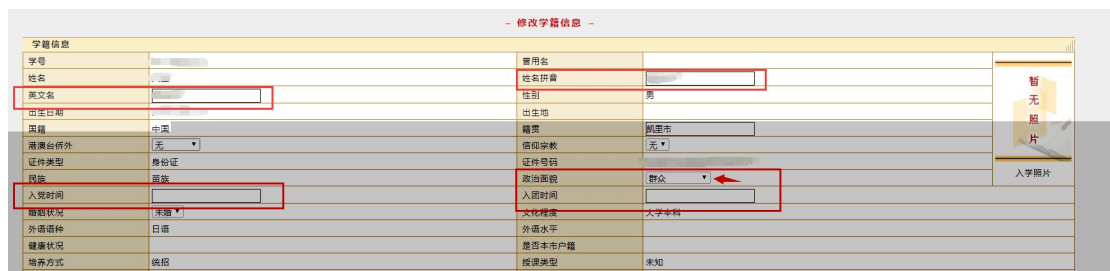 - 修改学籍信息 -
学籍信息
学号 曾用名
姓名 姓名拼音
英文名 性别 男
出生日期 出生地
国籍 中国 籍贯 凯里市
港澳台侨外 无 信仰宗教 无
证件类型 身份证 证件号码
民族 苗族 政治面貌 群众
入党时间 入团时间
婚姻状况 未婚 文化程度 大学本科
外语语种 日语 外语水平
健康状况 是否本市户籍
培养方式 统招 授课类型 未知
暂
无
照
片
入学照片